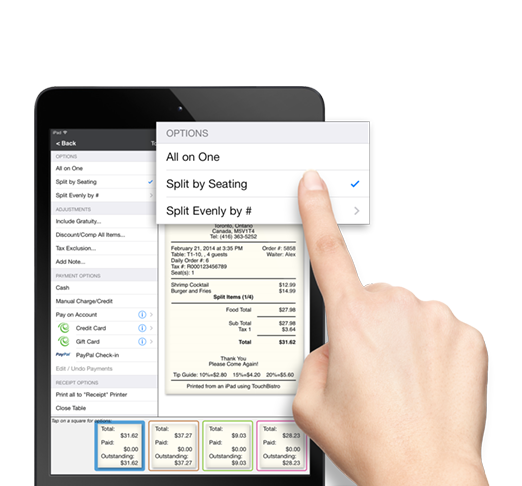 iPad
< Back
To
OPTIONS
All on One
Split by Seating
Split Evenly by #
ADJUSTMENTS
Include Gratuity...
Discount/Comp All Items...
Tax Exclusion...
Add Note...
PAYMENT OPTIONS
Cash
Manual Charge/Credit
Pay on Account
Credit Card
Gift Card
PayPal PayPal Check-in
Edit / Undo Payments
RECEIPT OPTIONS
Print all to "Receipt" Printer
Close Table
OPTIONS
All on One
Split by Seating
Split Evenly by #
Toronto, Ontario
Canada, M5V1T4
Tel: (416) 363-5252
February 21, 2014 at 3:35 PM Order #: 5858
Table: T1-10, , 4 guests Waiter: Alex
Daily Order #: 6
Tax #: R000123456789
Seat(s): 1
Shrimp Cocktail $12.99
Burger and Fries $14.99
Split Items (1/4)
Food Total $27.98
Sub Total $27.98
Tax 1 $3.64
Total $31.62
Thank You
Please Come Again!
Tip Guide: 10%=$2.80 15%=$4.20 20%=$5.60
Printed from an iPad using TouchBistro
Tap on a square for options
Total: $31.62 Paid: $0.00 Outstanding: $31.62
Total: $37.27 Paid: $0.00 Outstanding: $37.27
Total: $9.03 Paid: $0.00 Outstanding: $9.03
Total: $28.23 Paid: $0.00 Outstanding: $28.23